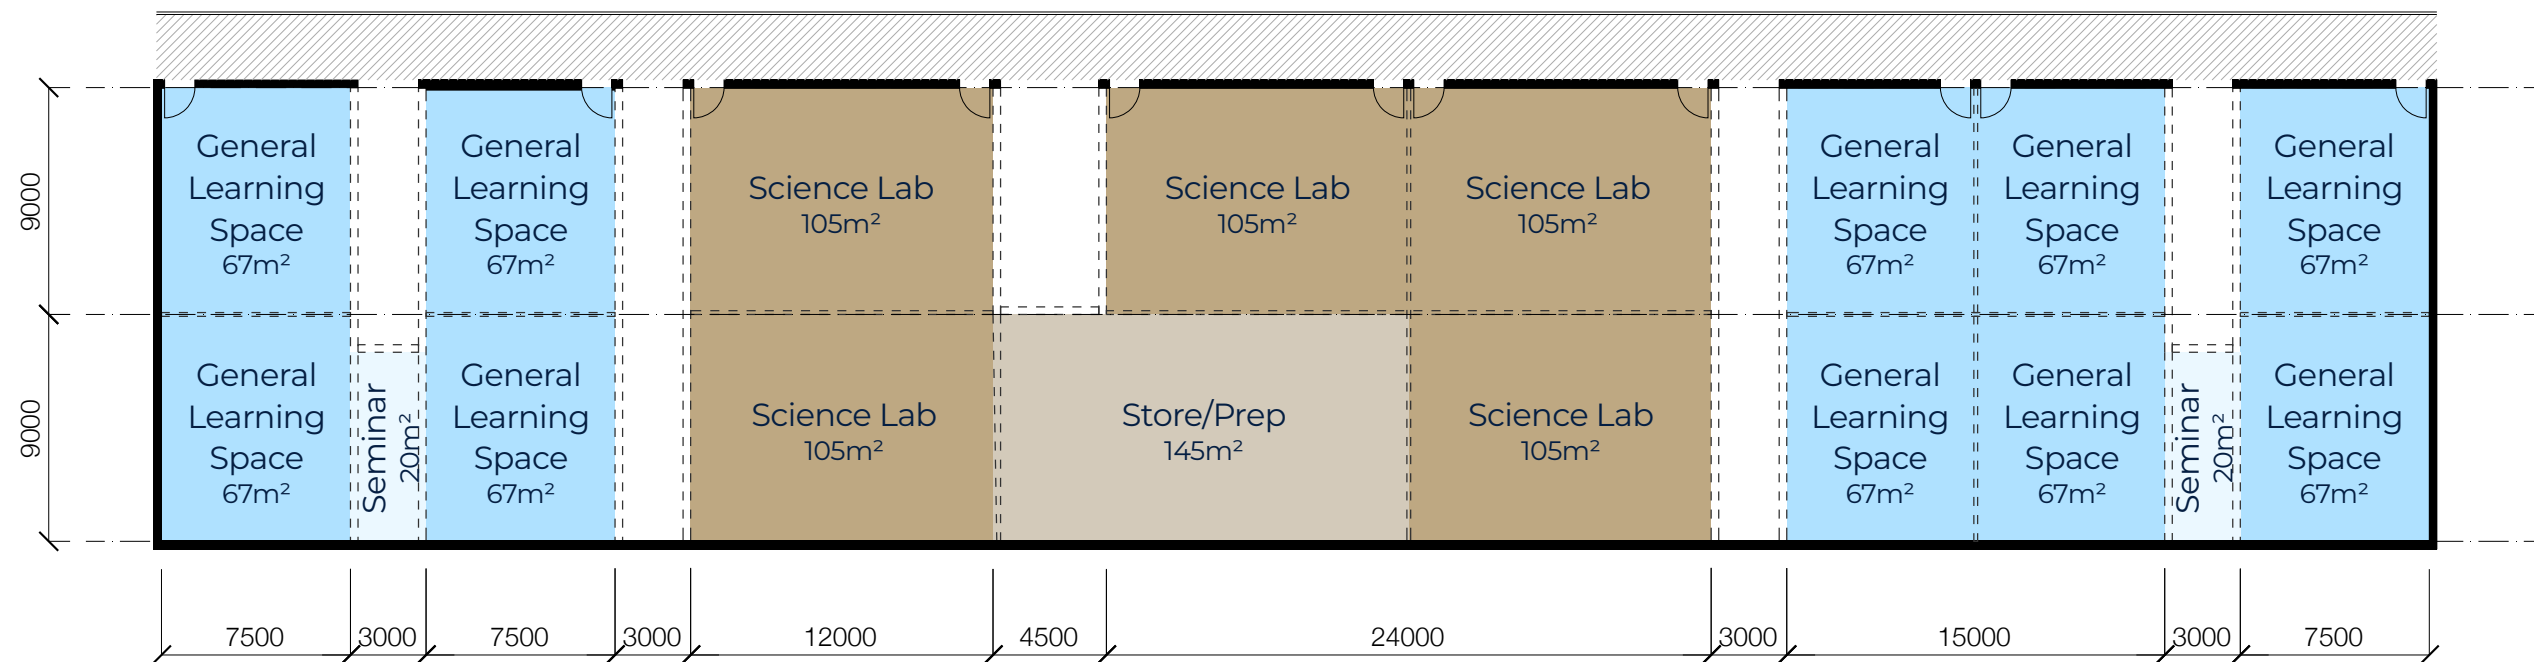 General
Learning
Space
67m²
General
Learning
Space
67m²
Science Lab
105m²
Science Lab
105m²
Science Lab
105m²
General
Learning
Space
67m²
General
Learning
Space
67m²
General
Learning
Space
67m²
9000
General
Learning
Space
67m²
Seminar
20m²
General
Learning
Space
67m²
Science Lab
105m²
Store/Prep
145m²
Science Lab
105m²
General
Learning
Space
67m²
General
Learning
Space
67m²
Seminar
20m²
General
Learning
Space
67m²
9000
7500 3000 7500 3000 12000 4500 24000 3000 15000 3000 7500